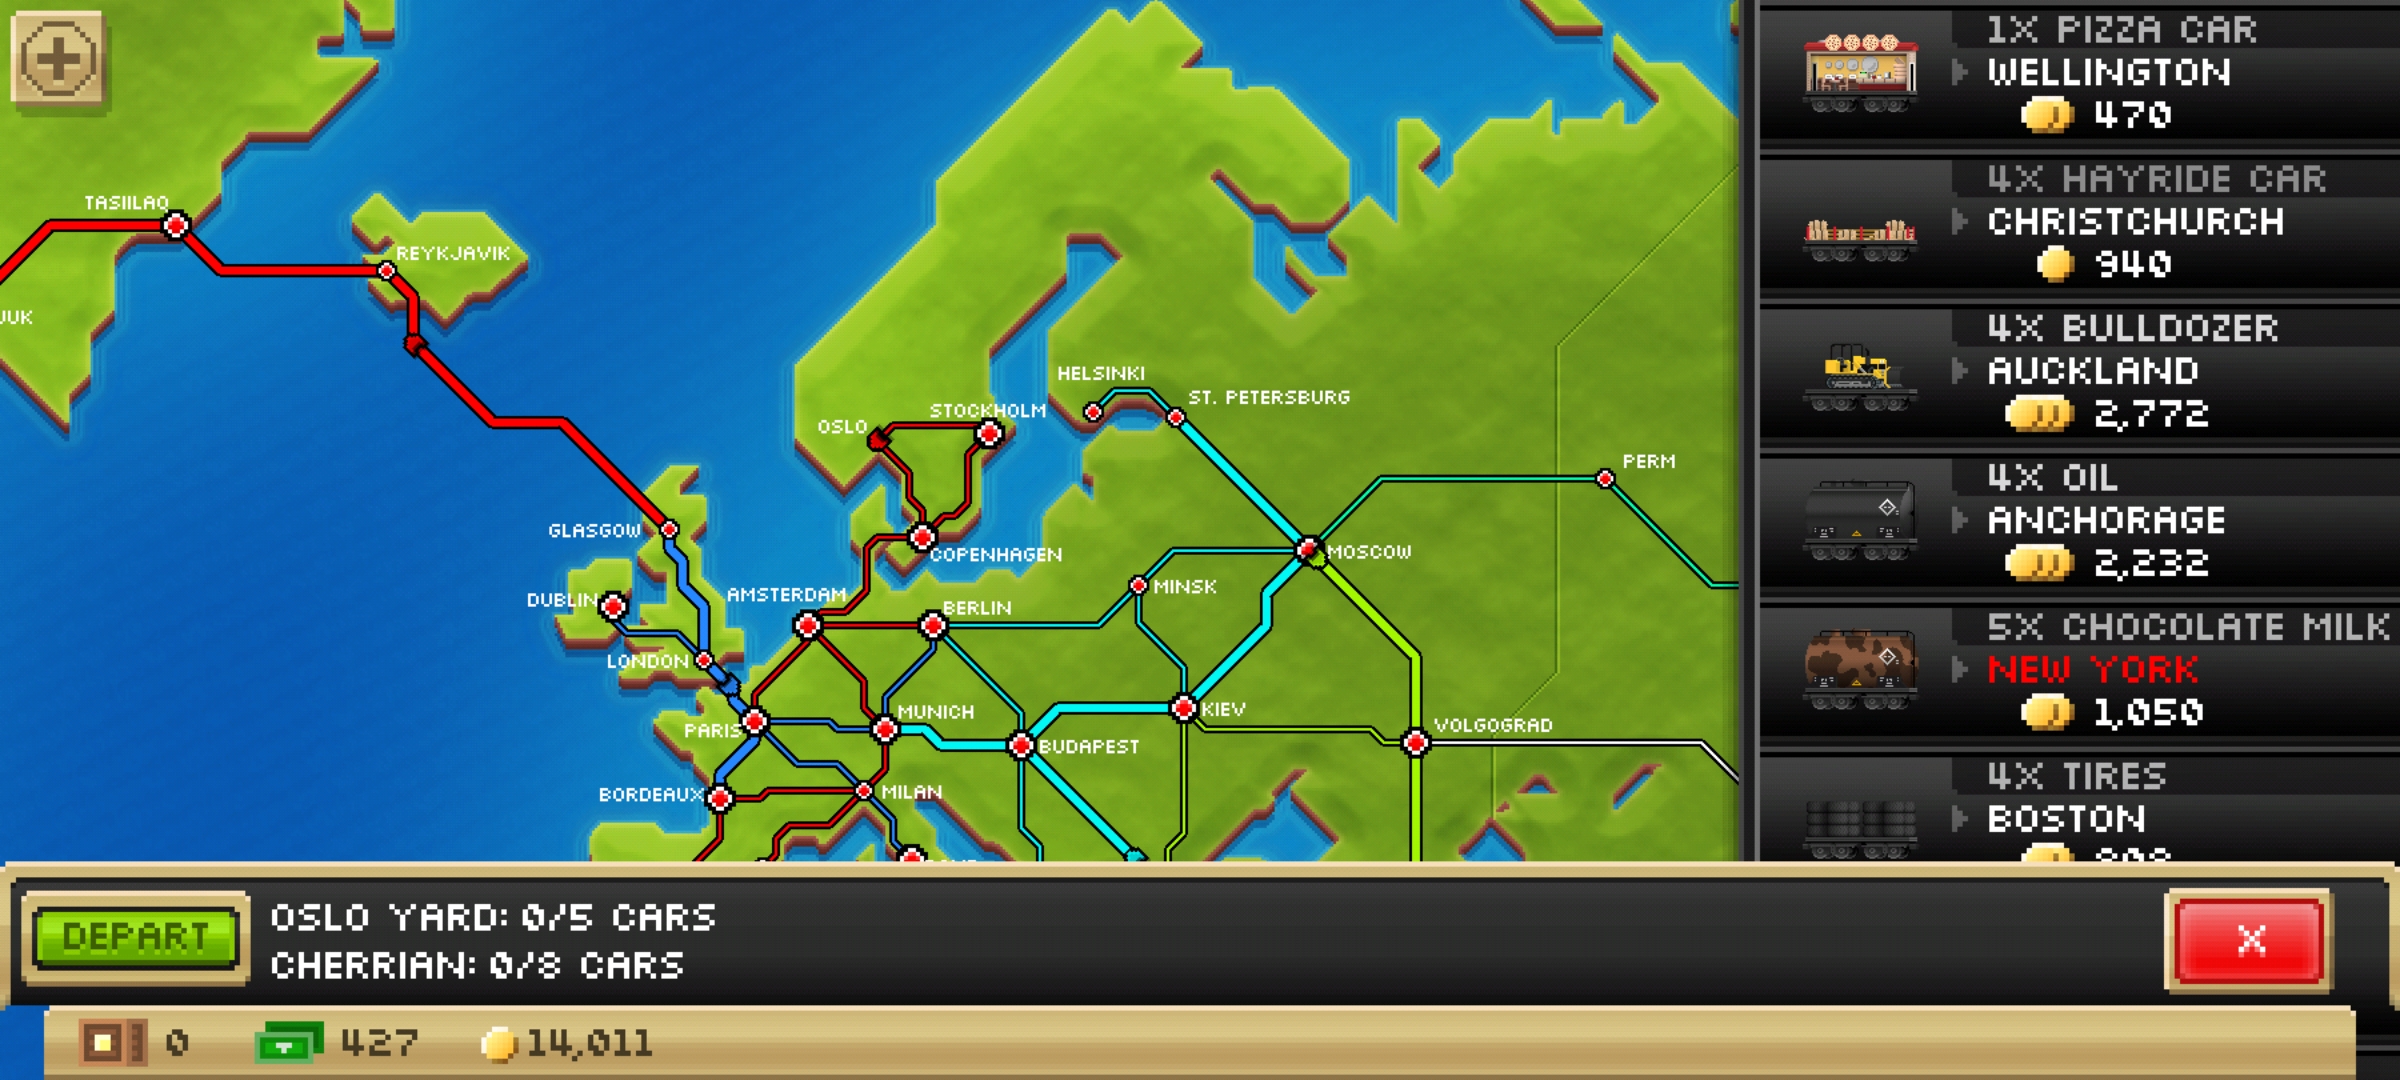 TASIILAQ
REYKJAVIK
UUK
HELSINKI
ST. PETERSBURG
STOCKHOLM
OSLO
PERM
GLASGOW
COPENHAGEN
MOSCOW
DUBLIN
AMSTERDAM
BERLIN
MINSK
LONDON
PARIS
MUNICH
KIEV
BUDAPEST
VOLGOGRAD
BORDEAUX
MILAN
1X PIZZA CAR
WELLINGTON
470
4X HAYRIDE CAR
CHRISTCHURCH
940
4X BULLDOZER
AUCKLAND
2,772
4X OIL
ANCHORAGE
2,232
5X CHOCOLATE MILK
NEW YORK
1,050
4X TIRES
BOSTON
DEPART
OSLO YARD: 0/5 CARS
CHERRIAN: 0/8 CARS
X
0
427
14,011